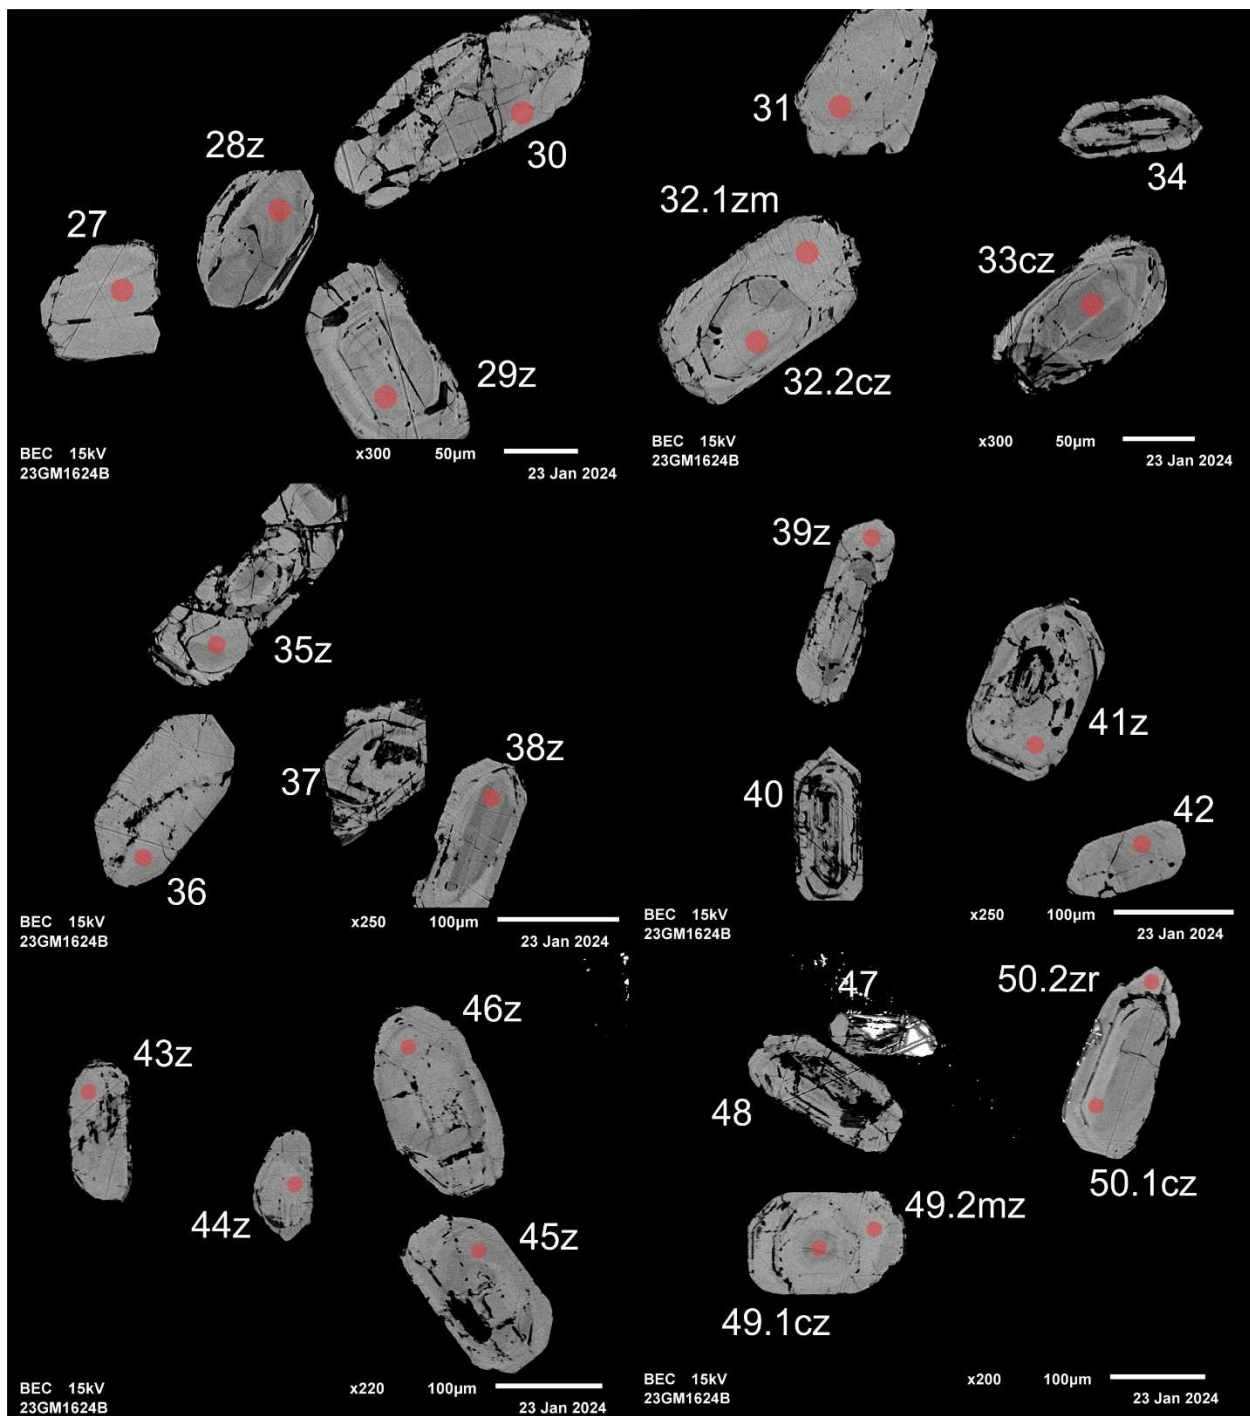 28z
30
27
29z
BEC 15kV x300 50µm
23GM1624B 23 Jan 2024
31
34
32.1zm
33cz
32.2cz
BEC 15kV x300 50µm
23GM1624B 23 Jan 2024
35z
37
38z
36
BEC 15kV x250 100µm
23GM1624B 23 Jan 2024
39z
41z
40
42
BEC 15kV x250 100µm
23GM1624B 23 Jan 2024
46z
43z
44z
45z
BEC 15kV x220 100µm
23GM1624B 23 Jan 2024
47
50.2zr
48
50.1cz
49.2mz
49.1cz
BEC 15kV x200 100µm
23GM1624B 23 Jan 2024